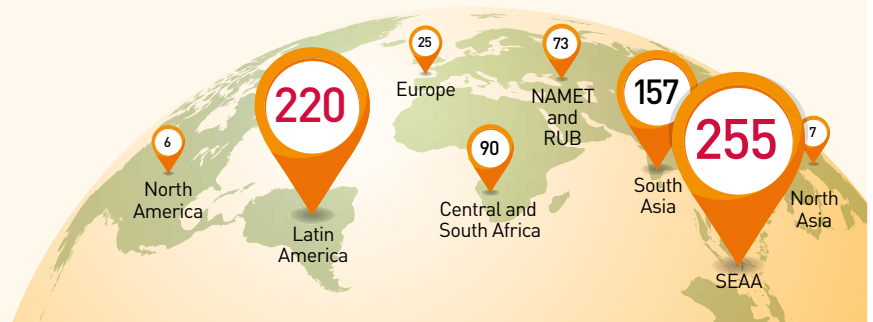 6
North
America
220
Latin
America
25
Europe
90
Central and
South Africa
73
NAMET
and
RUB
157
South
Asia
255
SEAA
7
North
Asia